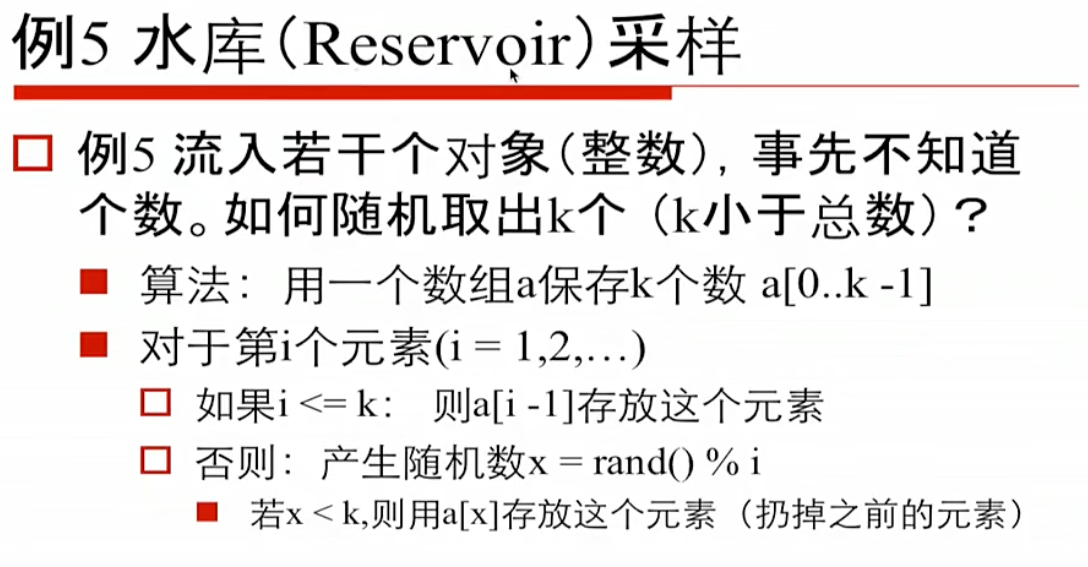 例5 水库(Reservoir)采样
例5 流入若干个对象(整数)，事先不知道
个数。如何随机取出k个（k小于总数）？
算法： 用一个数组a保存k个数 a[0..k -1]
对于第i个元素(i = 1,2,…)
如果i <= k： 则a[i -1]存放这个元素
否则：产生随机数x = rand() % i
若x < k,则用a[x]存放这个元素（扔掉之前的元素）